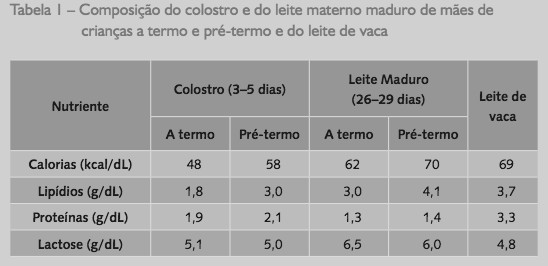 Tabela 1 – Composição do colostro e do leite materno maduro de mães de
crianças a termo e pré-termo e do leite de vaca
Nutriente Colostro (3–5 dias) Leite Maduro (26–29 dias) Leite de vaca
A termo Pré-termo A termo Pré-termo
Calorias (kcal/dL) 48 58 62 70 69
Lipídios (g/dL) 1,8 3,0 3,0 4,1 3,7
Proteínas (g/dL) 1,9 2,1 1,3 1,4 3,3
Lactose (g/dL) 5,1 5,0 6,5 6,0 4,8